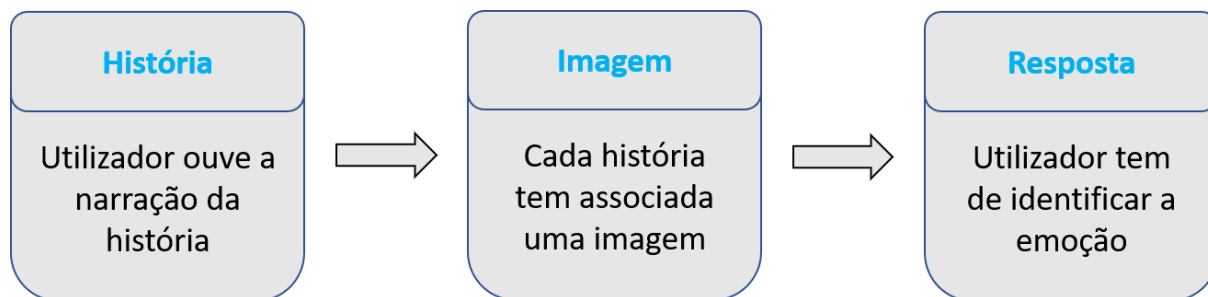 História
Utilizador ouve a
narração da
história
Imagem
Cada história
tem associada
uma imagem
Resposta
Utilizador tem
de identificar a
emoção